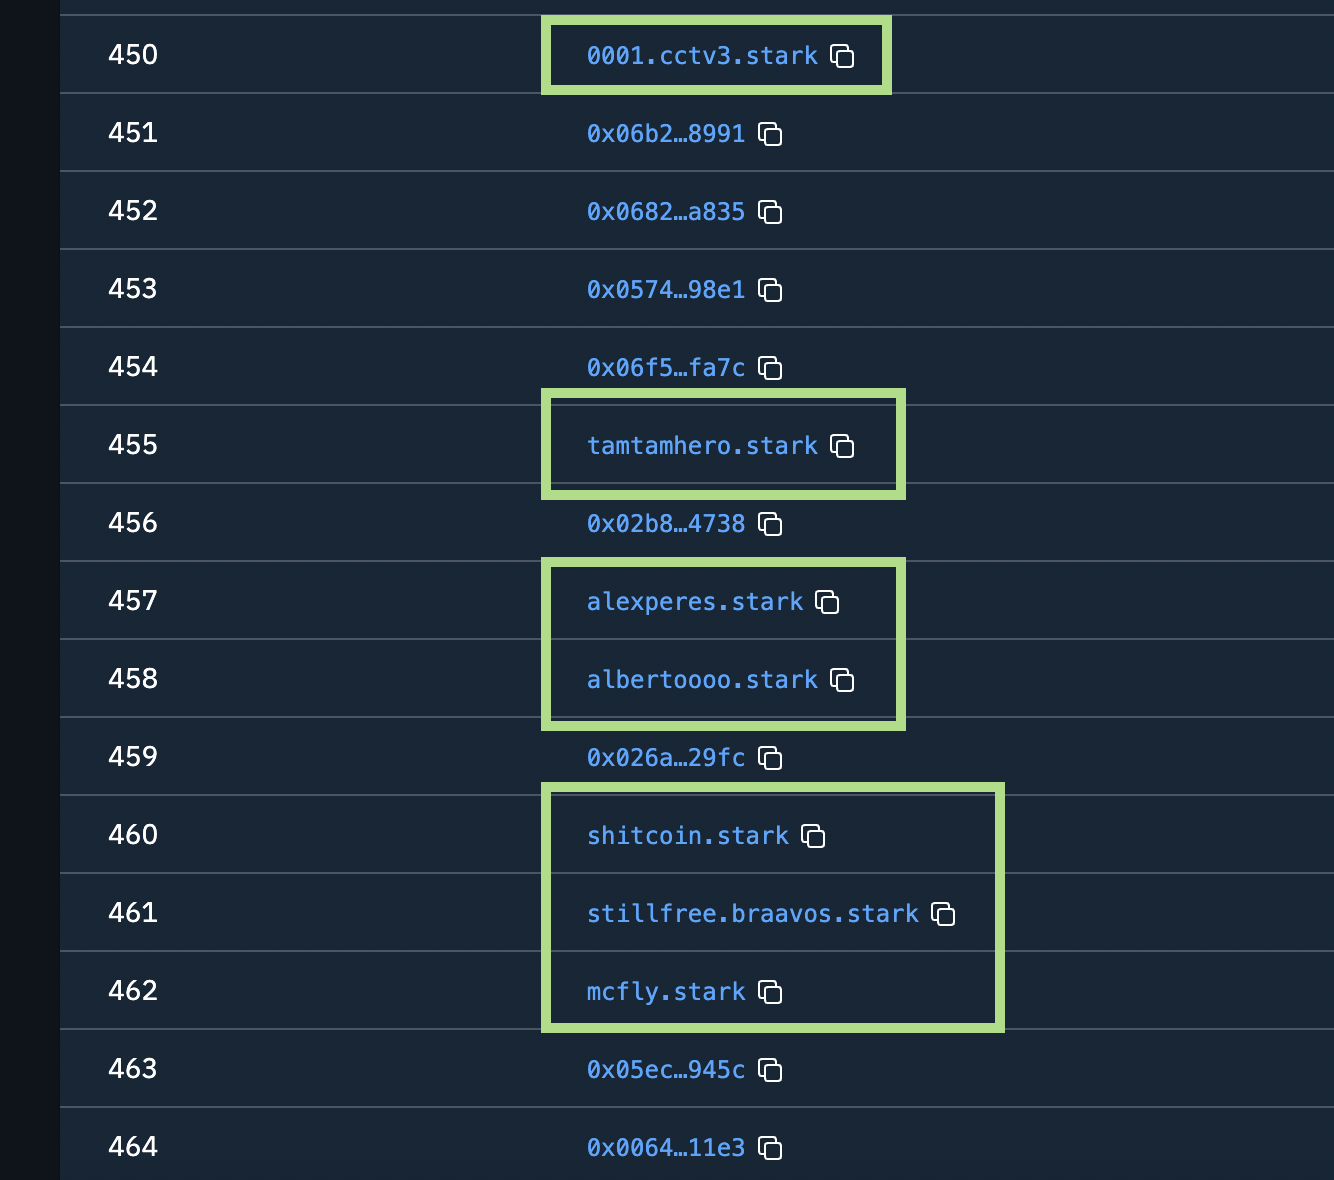 450 0001.cctv3.stark
451 0x06b2…8991
452 0x0682…a835
453 0x0574…98e1
454 0x06f5…fa7c
455 tamtamhero.stark
456 0x02b8…4738
457 alexperes.stark
458 albertoooo.stark
459 0x026a…29fc
460 shitcoin.stark
461 stillfree.braavos.stark
462 mcfly.stark
463 0x05ec…945c
464 0x0064…11e3